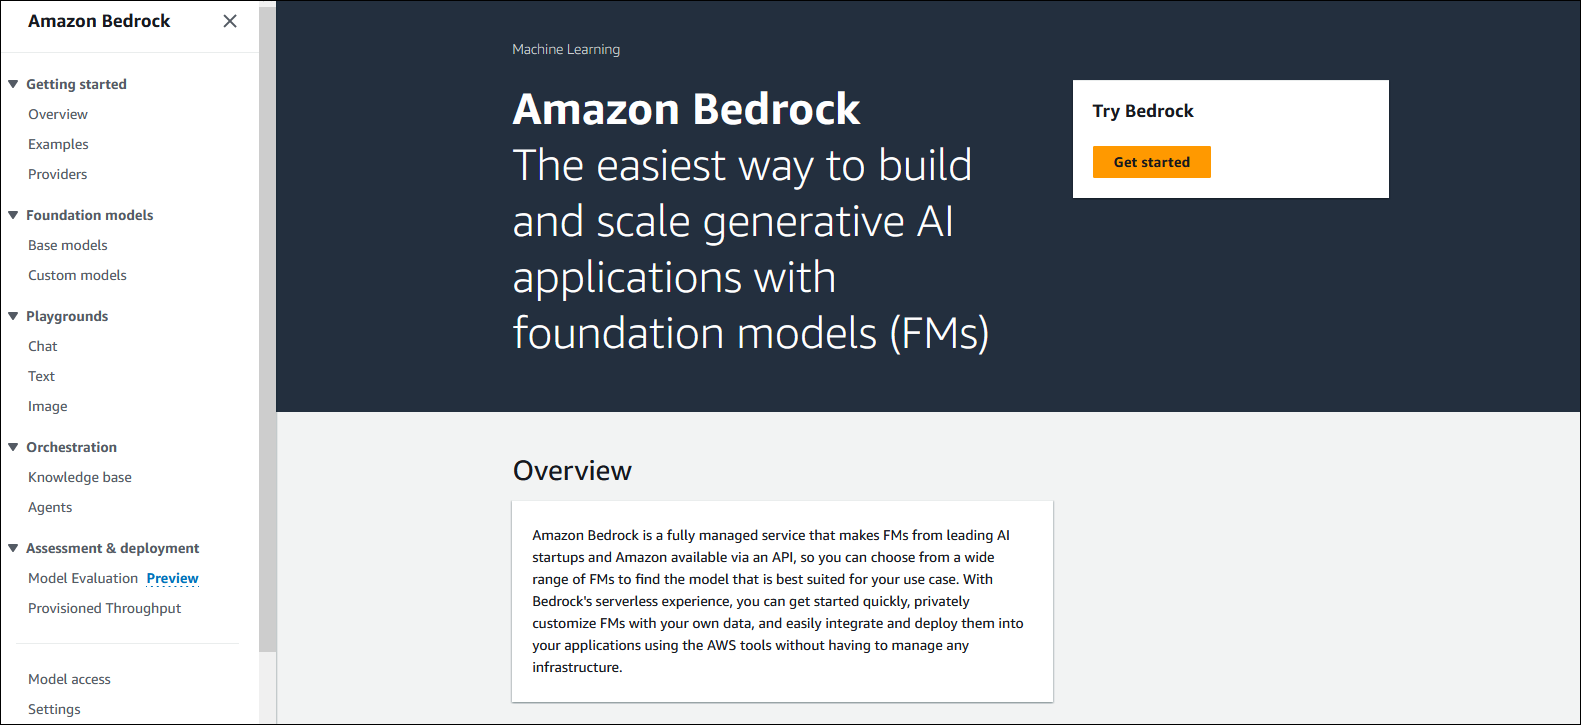 Amazon Bedrock
Getting started
Overview
Examples
Providers
Foundation models
Base models
Custom models
Playgrounds
Chat
Text
Image
Orchestration
Knowledge base
Agents
Assessment & deployment
Model Evaluation Preview
Provisioned Throughput
Model access
Settings
Machine Learning
Amazon Bedrock
The easiest way to build
and scale generative AI
applications with
foundation models (FMs)
Try Bedrock
Get started
Overview
Amazon Bedrock is a fully managed service that makes FMs from leading AI
startups and Amazon available via an API, so you can choose from a wide
range of FMs to find the model that is best suited for your use case. With
Bedrock's serverless experience, you can get started quickly, privately
customize FMs with your own data, and easily integrate and deploy them into
your applications using the AWS tools without having to manage any
infrastructure.